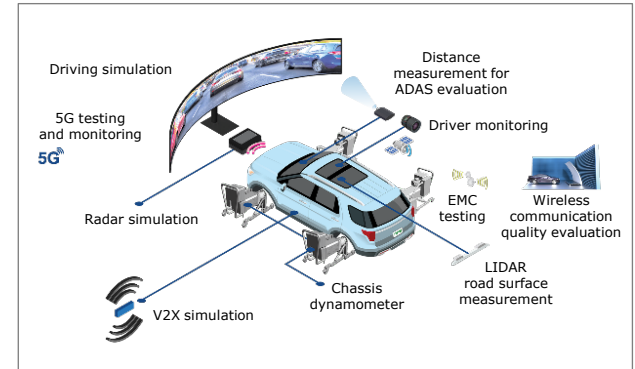 Driving simulation
Distance
measurement for
ADAS evaluation
5G testing
and monitoring
5G
Driver monitoring
Radar simulation
EMC
testing
Wireless
communication
quality evaluation
LIDAR
road surface
measurement
Chassis
dynamometer
V2X simulation